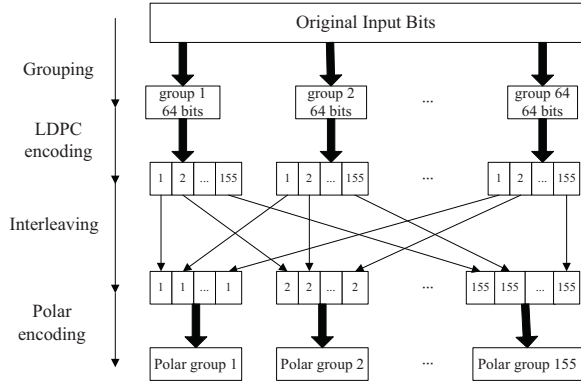 Original Input Bits
Grouping
group 1
64 bits
group 2
64 bits
...
group 64
64 bits
LDPC
encoding
1 2 ... 155
1 2 ... 155
...
1 2 ... 155
Interleaving
1 1 ... 1
2 2 ... 2
...
155 155 ... 155
Polar
encoding
Polar group 1
Polar group 2
...
Polar group 155